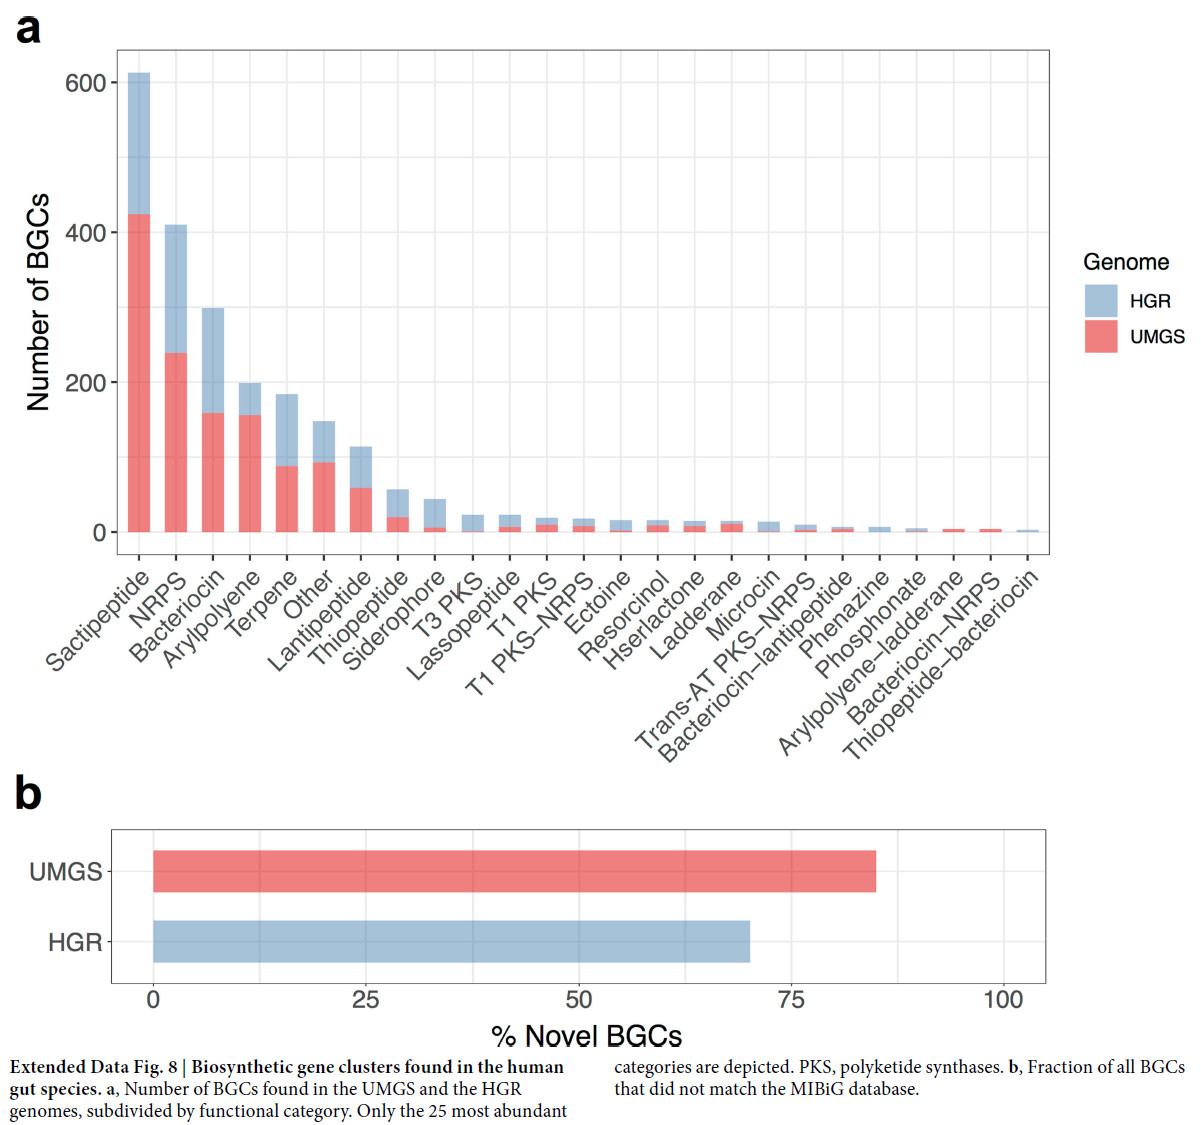 a
600
400
200
0
Number of BGCs
Genome
HGR
UMGS
Sactipeptide
NRPS
Bacteriocin
Arylpolyene
Terpene
Other
Lantipeptide
Thiopeptide
Siderophore
T3 PKS
Lassopeptide
T1 PKS
T1 PKS–NRPS
Ectoine
Resorcinol
Hserlactone
Ladderane
Microcin
Trans-AT PKS–NRPS
Bacteriocin–lantipeptide
Phenazine
Phosphonate
Arylpolyene–ladderane
Bacteriocin–NRPS
Thiopeptide–bacteriocin
b
UMGS
HGR
0 25 50 75 100
% Novel BGCs
Extended Data Fig. 8 | Biosynthetic gene clusters found in the human
gut species. a, Number of BGCs found in the UMGS and the HGR
genomes, subdivided by functional category. Only the 25 most abundant
categories are depicted. PKS, polyketide synthases. b, Fraction of all BGCs
that did not match the MIBiG database.